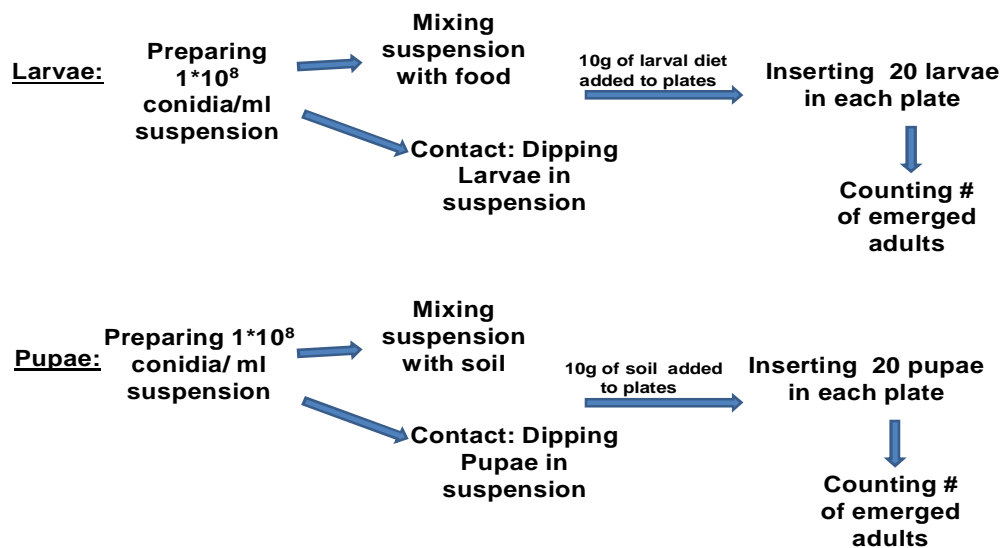 Larvae:
Preparing
1*10⁸
conidia/ml
suspension
Mixing
suspension
with food
Contact: Dipping
Larvae in
suspension
10g of larval diet
added to plates
Inserting 20 larvae
in each plate
Counting #
of emerged
adults
Pupae:
Preparing 1*10⁸
conidia/ ml
suspension
Mixing
suspension
with soil
Contact: Dipping
Pupae in
suspension
10g of soil added
to plates
Inserting 20 pupae
in each plate
Counting #
of emerged
adults